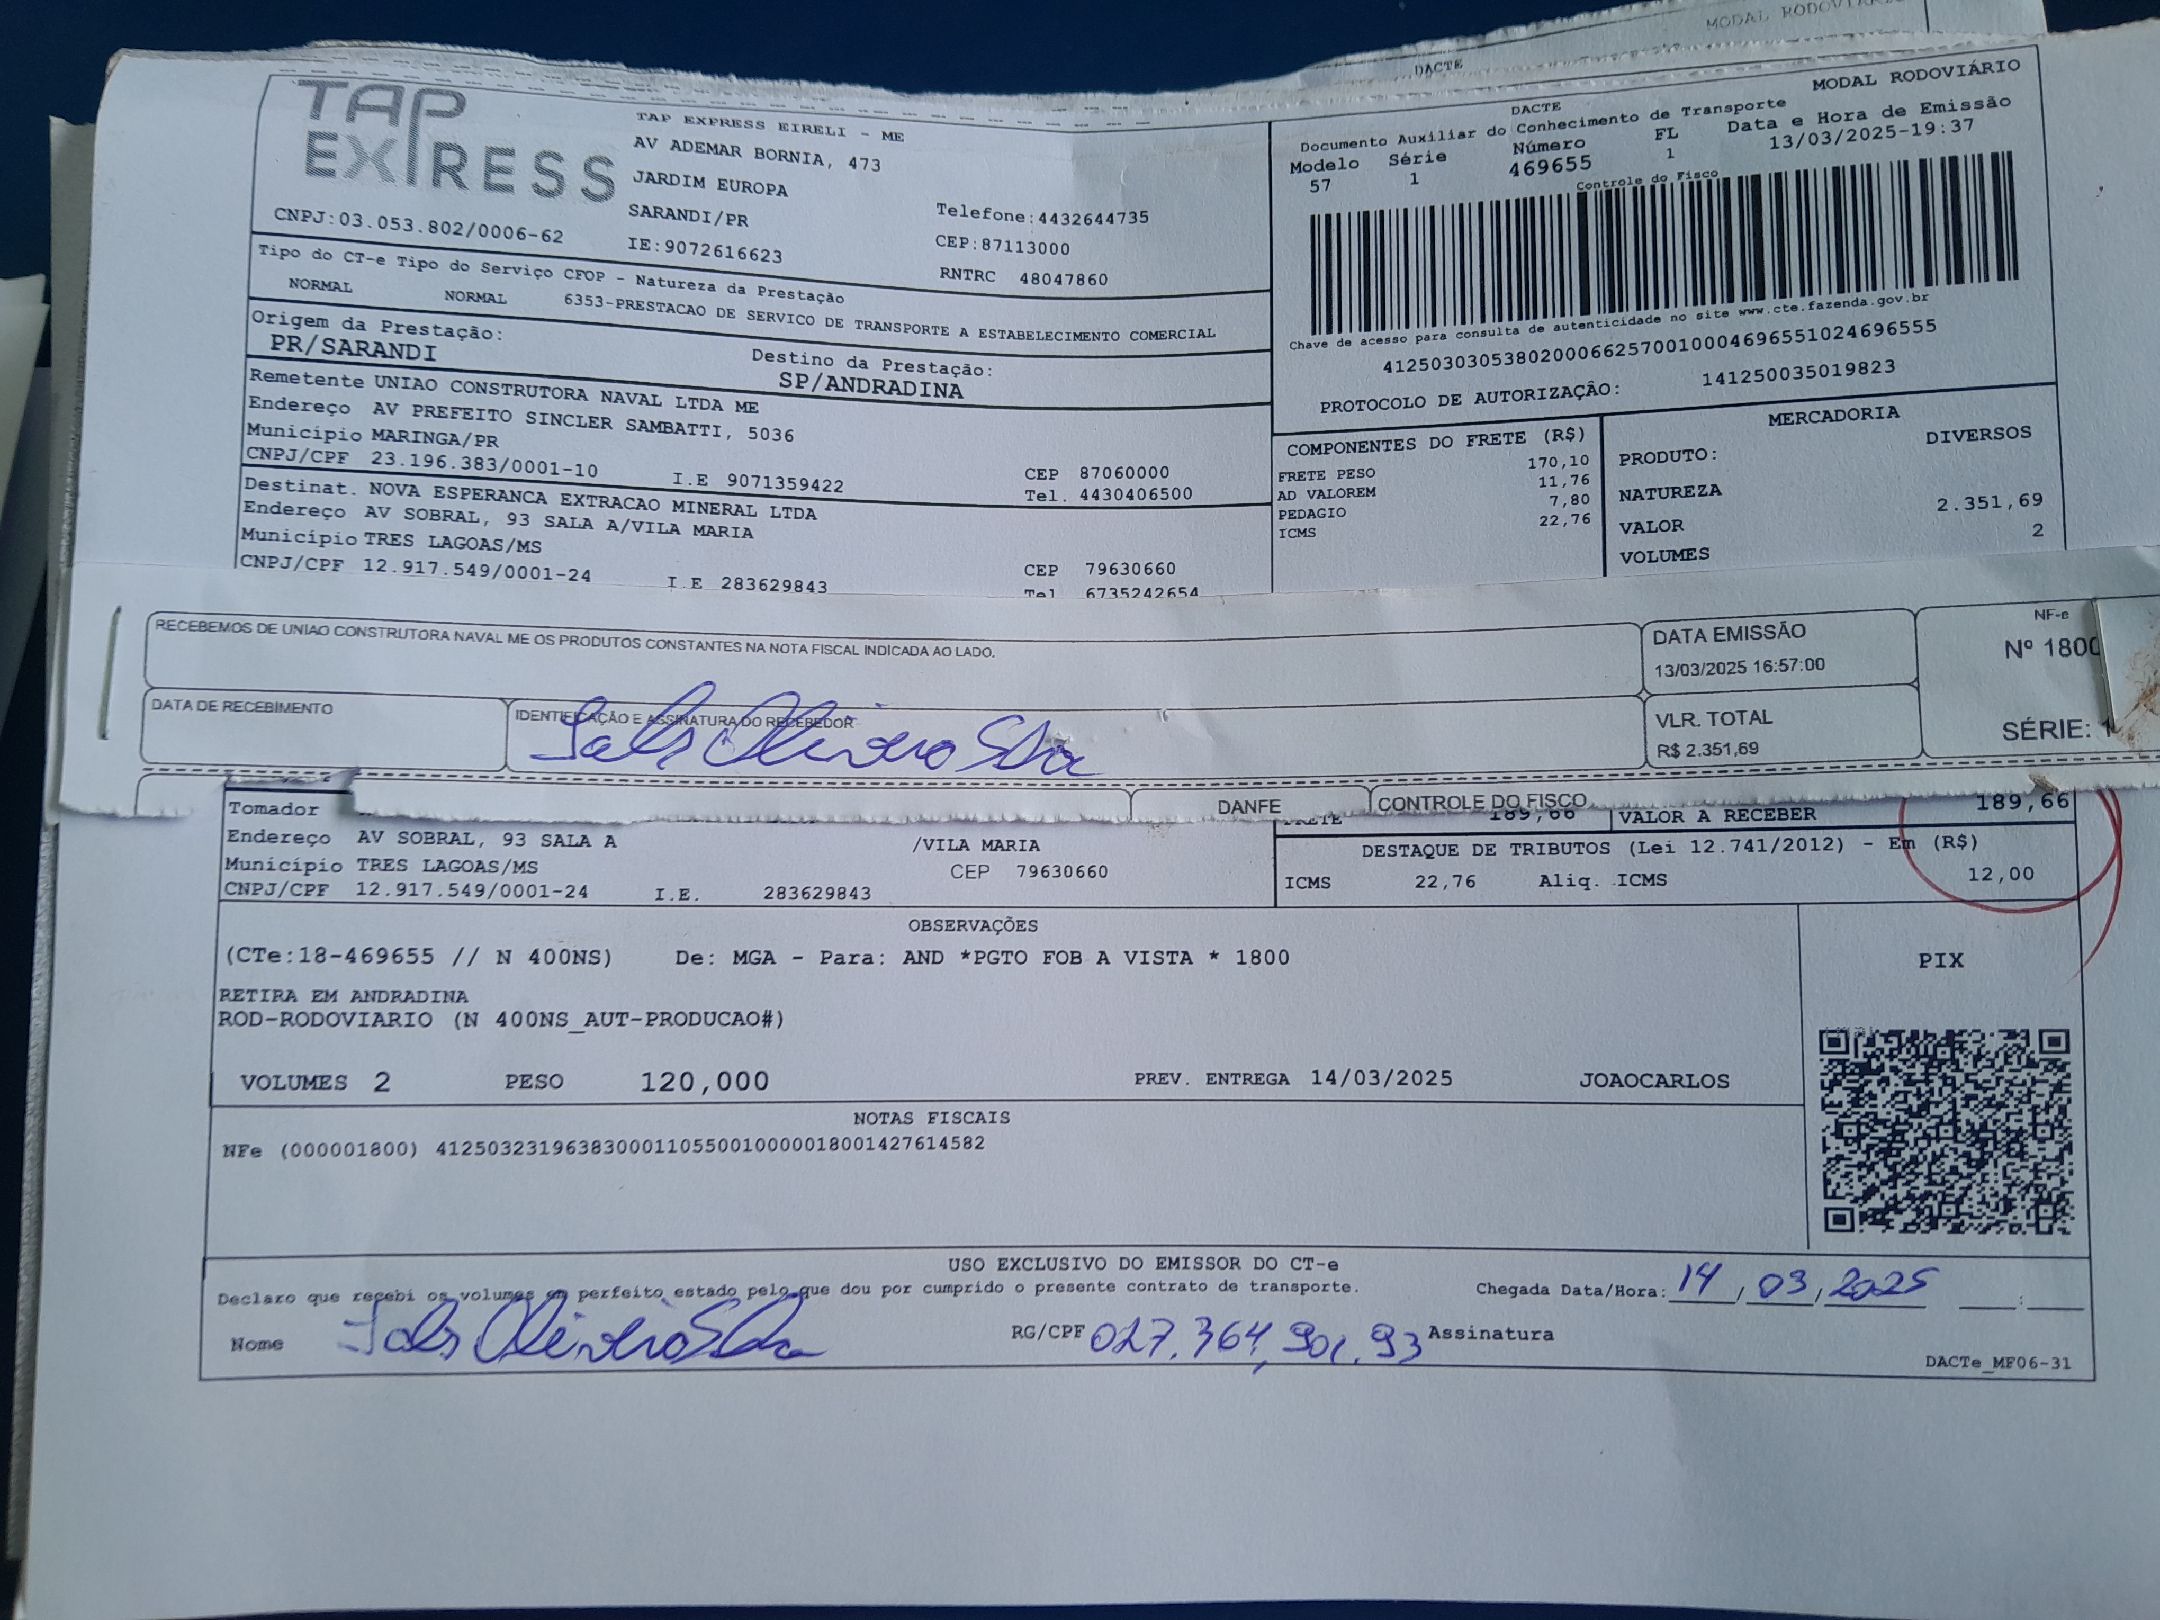 MODAL RODOVIÁRIO
DACTE
TAP
EXPRESS
CNPJ:03.053.802/0006-62
TAP EXPRESS EIRELI - ME
AV ADEMAR BORNIA, 473
JARDIM EUROPA
SARANDI/PR
IE:9072616623
Telefone:4432644735
CEP:87113000
RNTRC 48047860
DACTE
MODAL RODOVIÁRIO
Documento Auxiliar do Conhecimento de Transporte
Modelo Série Número FL Data e Hora de Emissão
57 1 469655 1 13/03/2025-19:37
Controle do Fisco
Chave de acesso para consulta de autenticidade no site www.cte.fazenda.gov.br
41250303053802000662570010004696551024696555
PROTOCOLO DE AUTORIZAÇÃO: 141250035019823
Tipo do CT-e Tipo do Serviço CFOP - Natureza da Prestação
NORMAL NORMAL 6353-PRESTACAO DE SERVICO DE TRANSPORTE A ESTABELECIMENTO COMERCIAL
Origem da Prestação:
PR/SARANDI
Destino da Prestação:
SP/ANDRADINA
Remetente UNIAO CONSTRUTORA NAVAL LTDA ME
Endereço AV PREFEITO SINCLER SAMBATTI, 5036
Município MARINGA/PR
CEP 87060000
CNPJ/CPF 23.196.383/0001-10 I.E 9071359422 Tel. 4430406500
Destinat. NOVA ESPERANCA EXTRACAO MINERAL LTDA
Endereço AV SOBRAL, 93 SALA A/VILA MARIA
Município TRES LAGOAS/MS
CEP 79630660
CNPJ/CPF 12.917.549/0001-24 I.E 283629843 Tel 6735242654
COMPONENTES DO FRETE (R$)
FRETE PESO 170,10
AD VALOREM 11,76
PEDAGIO 7,80
ICMS 22,76
MERCADORIA
PRODUTO: DIVERSOS
NATUREZA
VALOR 2.351,69
VOLUMES 2
RECEBEMOS DE UNIAO CONSTRUTORA NAVAL ME OS PRODUTOS CONSTANTES NA NOTA FISCAL INDICADA AO LADO.
DATA EMISSÃO
13/03/2025 16:57:00
NF-e
Nº 1800
DATA DE RECEBIMENTO
IDENTIFICAÇÃO E ASSINATURA DO RECEBEDOR
VLR. TOTAL
R$ 2.351,69
SÉRIE: 1
DANFE
CONTROLE DO FISCO
Tomador
Endereço AV SOBRAL, 93 SALA A /VILA MARIA
Município TRES LAGOAS/MS CEP 79630660
CNPJ/CPF 12.917.549/0001-24 I.E. 283629843
FRETE 189,66 VALOR A RECEBER 189,66
DESTAQUE DE TRIBUTOS (Lei 12.741/2012) - Em (R$)
ICMS 22,76 Aliq. ICMS 12,00
OBSERVAÇÕES
(CTe:18-469655 // N 400NS) De: MGA - Para: AND *PGTO FOB A VISTA * 1800
RETIRA EM ANDRADINA
ROD-RODOVIARIO (N 400NS_AUT-PRODUCAO#)
PIX
VOLUMES 2 PESO 120,000 PREV. ENTREGA 14/03/2025 JOAOCARLOS
NOTAS FISCAIS
NFe (000001800) 41250323196383000110550010000018001427614582
USO EXCLUSIVO DO EMISSOR DO CT-e
Declaro que recebi os volumes em perfeito estado pelo que dou por cumprido o presente contrato de transporte.
Chegada Data/Hora: 14/03/2025 :
Nome RG/CPF 027.364.901.93 Assinatura
DACTe_MF06-31